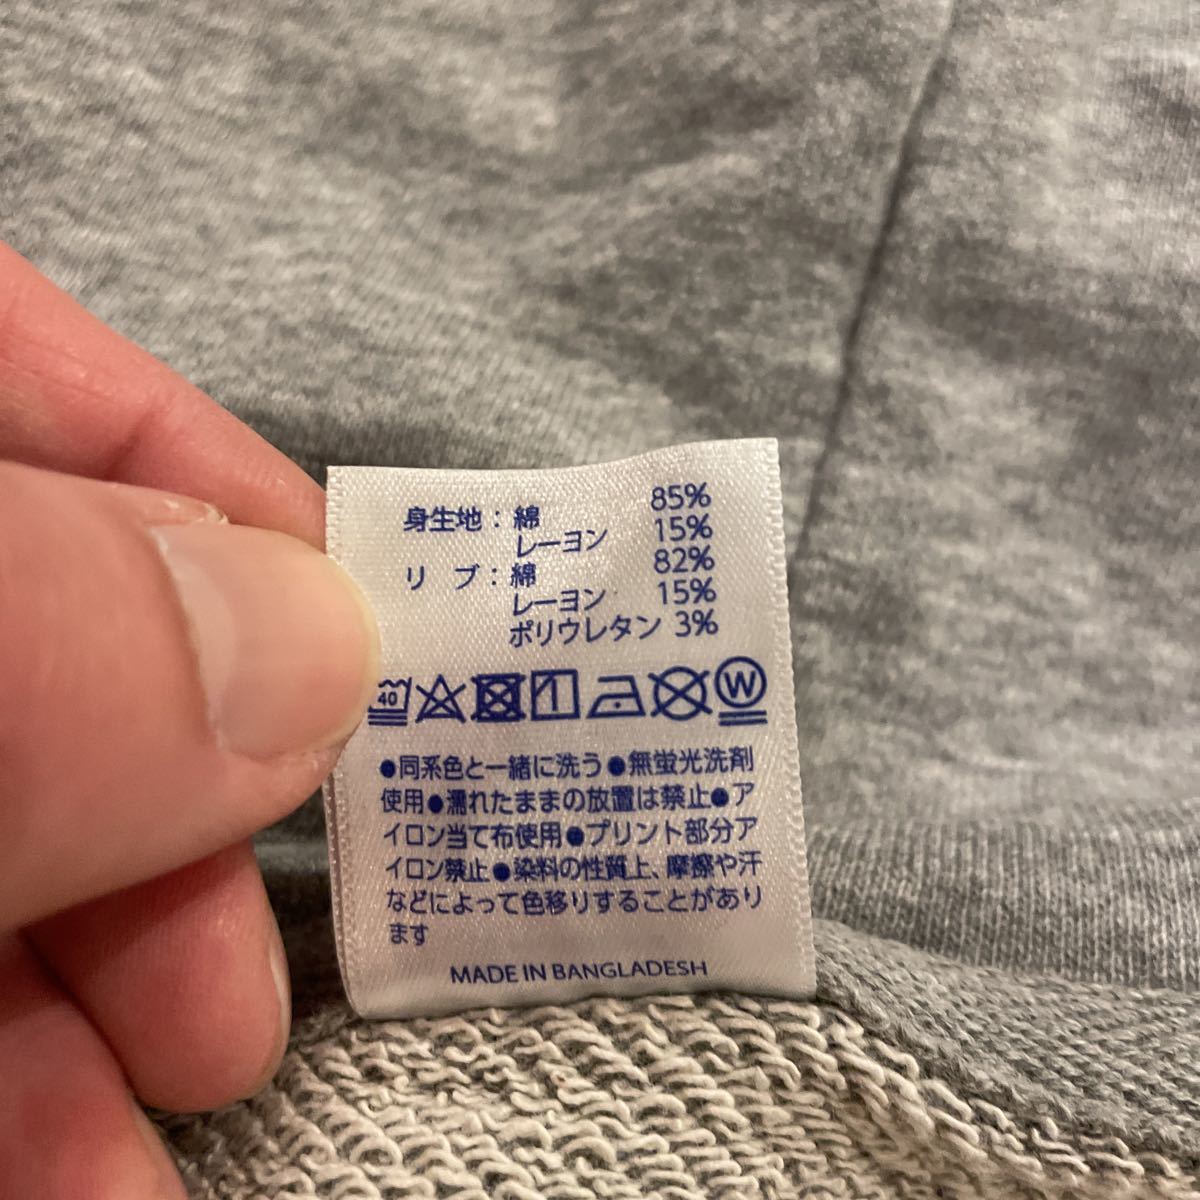 身生地：綿 85%
レーヨン 15%
リブ：綿 82%
レーヨン 15%
ポリウレタン 3%
40 W
●同系色と一緒に洗う●無蛍光洗剤
使用●濡れたままの放置は禁止●ア
イロン当て布使用●プリント部分ア
イロン禁止●染料の性質上、摩擦や汗
などによって色移りすることがあり
ます
MADE IN BANGLADESH